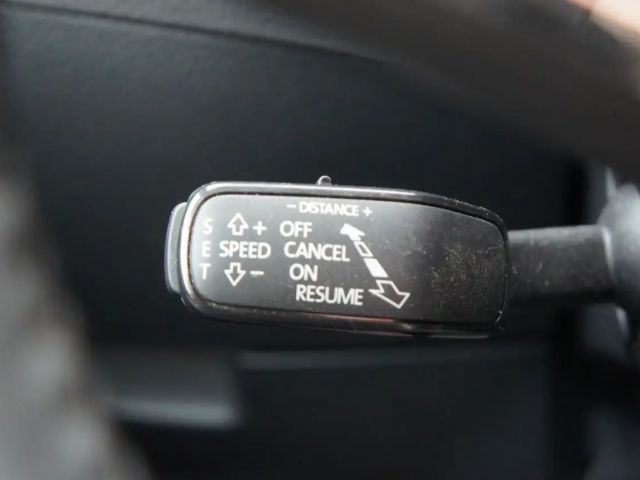 - DISTANCE +
S + OFF
E SPEED CANCEL
T - ON
RESUME